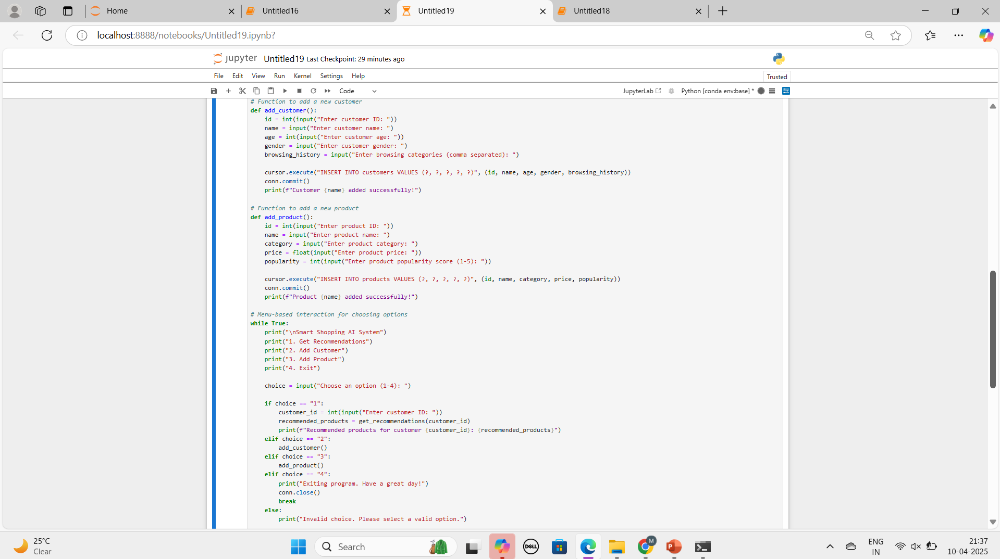 Home
Untitled16
Untitled19
Untitled18
localhost:8888/notebooks/Untitled19.ipynb?
jupyter Untitled19 Last Checkpoint: 29 minutes ago
File Edit View Run Kernel Settings Help
Trusted
Code
JupyterLab
Python [conda env:base] *
# Function to add a new customer
def add_customer():
    id = int(input("Enter customer ID: "))
    name = input("Enter customer name: ")
    age = int(input("Enter customer age: "))
    gender = input("Enter customer gender: ")
    browsing_history = input("Enter browsing categories (comma separated): ")
    cursor.execute("INSERT INTO customers VALUES (?, ?, ?, ?, ?)", (id, name, age, gender, browsing_history))
    conn.commit()
    print(f"Customer {name} added successfully!")
# Function to add a new product
def add_product():
    id = int(input("Enter product ID: "))
    name = input("Enter product name: ")
    category = input("Enter product category: ")
    price = float(input("Enter product price: "))
    popularity = int(input("Enter product popularity score (1-5): "))
    cursor.execute("INSERT INTO products VALUES (?, ?, ?, ?, ?)", (id, name, category, price, popularity))
    conn.commit()
    print(f"Product {name} added successfully!")
# Menu-based interaction for choosing options
while True:
    print("\nSmart Shopping AI System")
    print("1. Get Recommendations")
    print("2. Add Customer")
    print("3. Add Product")
    print("4. Exit")
    choice = input("Choose an option (1-4): ")
    if choice == "1":
        customer_id = int(input("Enter customer ID: "))
        recommended_products = get_recommendations(customer_id)
        print(f"Recommended products for customer {customer_id}: {recommended_products}")
    elif choice == "2":
        add_customer()
    elif choice == "3":
        add_product()
    elif choice == "4":
        print("Exiting program. Have a great day!")
        conn.close()
        break
    else:
        print("Invalid choice. Please select a valid option.")
25°C
Clear
Search
DELL
M
P
ENG
IN
21:37
10-04-2025